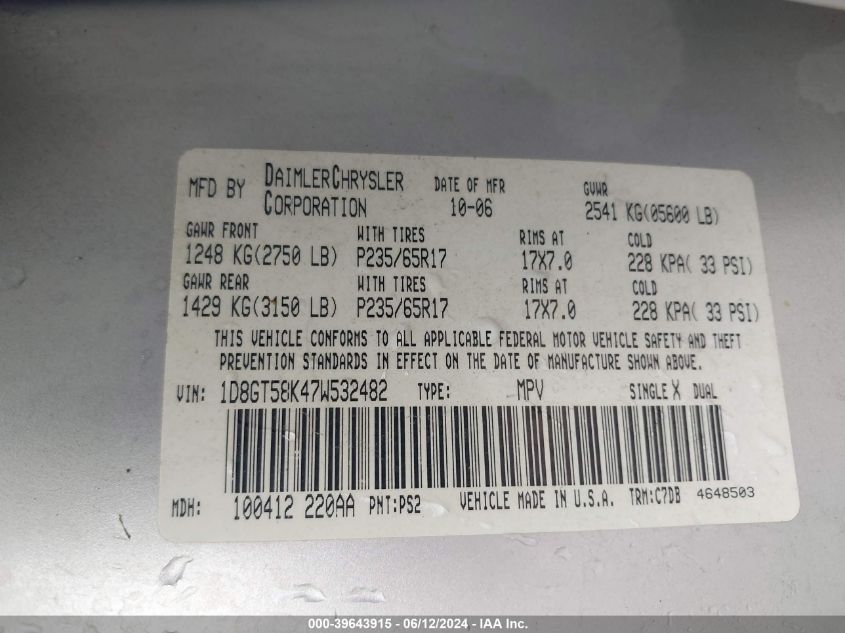 MFD BY DAIMLERCHRYSLER CORPORATION DATE OF MFR 10-06 GVWR 2541 KG(05600 LB)
GAWR FRONT WITH TIRES RIMS AT COLD
1248 KG(2750 LB) P235/65R17 17X7.0 228 KPA( 33 PSI)
GAWR REAR WITH TIRES RIMS AT COLD
1429 KG(3150 LB) P235/65R17 17X7.0 228 KPA( 33 PSI)
THIS VEHICLE CONFORMS TO ALL APPLICABLE FEDERAL MOTOR VEHICLE SAFETY AND THEFT
PREVENTION STANDARDS IN EFFECT ON THE DATE OF MANUFACTURE SHOWN ABOVE.
VIN: 1D8GT58K47W532482 TYPE: MPV SINGLE X DUAL
MDH: 100412 220AA PNT:PS2 VEHICLE MADE IN U.S.A. TRM:C7DB 4648503
000-39643915 - 06/12/2024 - IAA Inc.